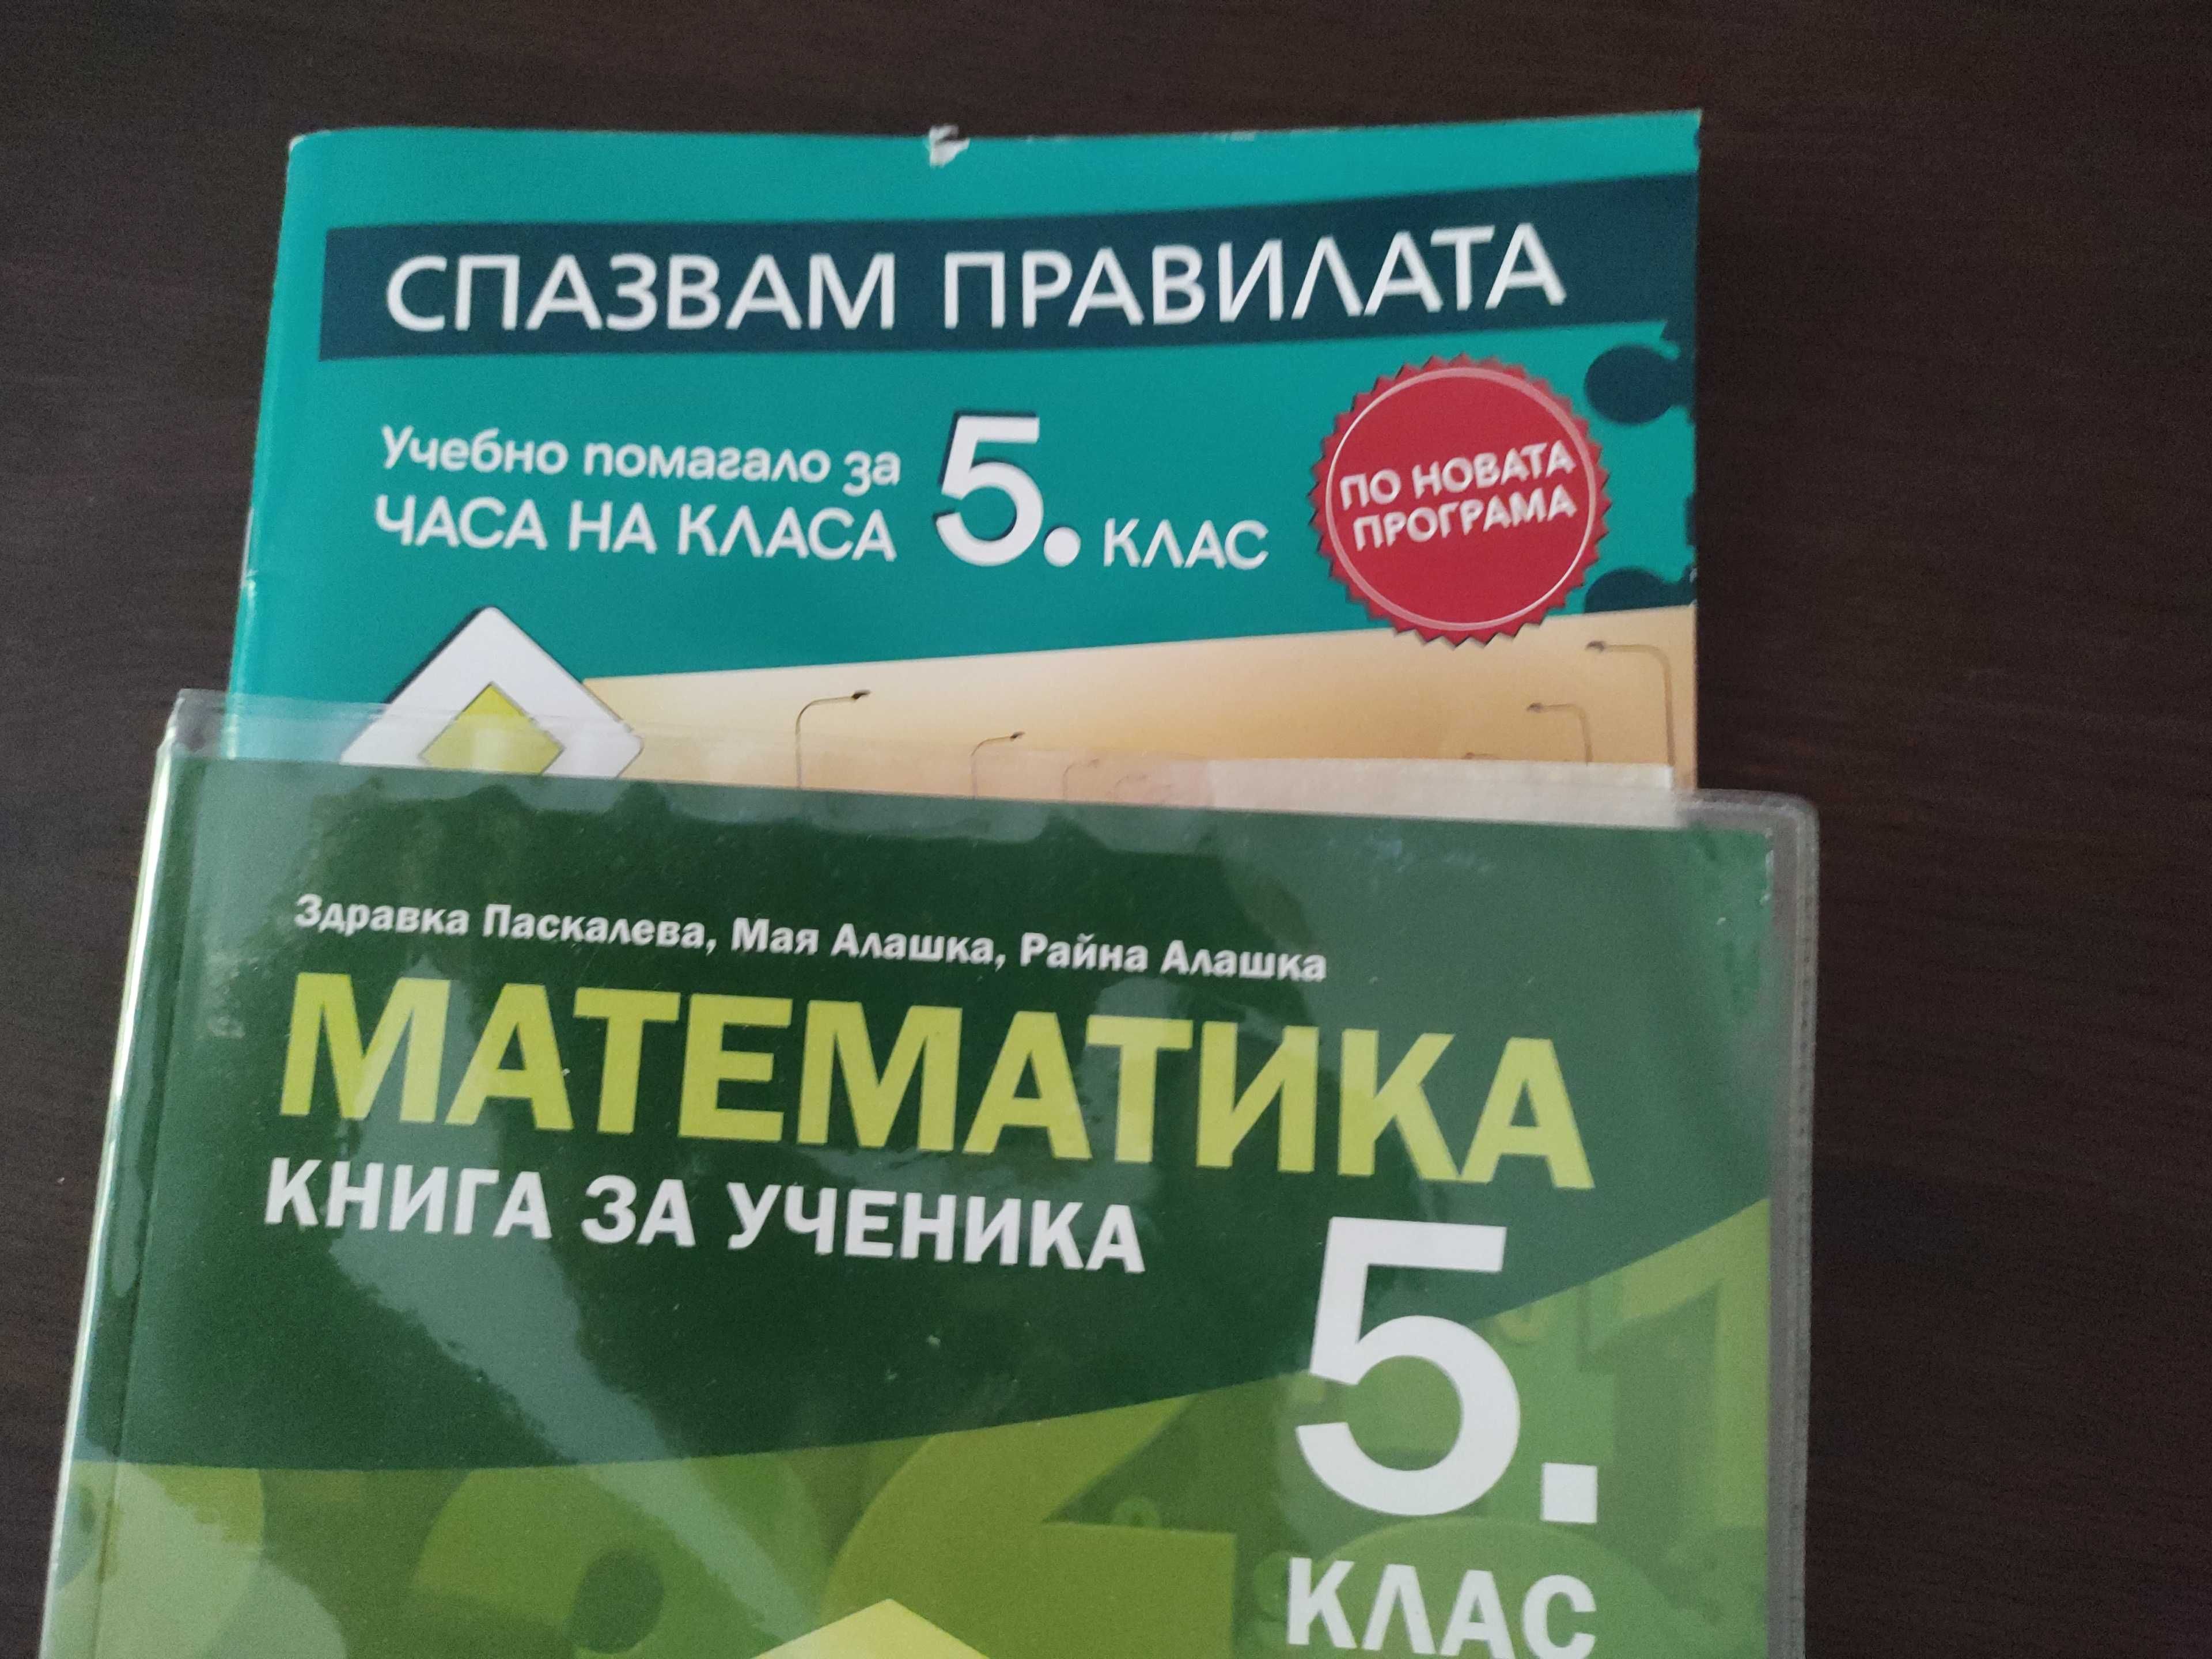 СПАЗВАМ ПРАВИЛАТА
Учебно помагало за
ЧАСА НА КЛАСА
5. КЛАС
ПО НОВАТА
ПРОГРАМА
Здравка Паскалева, Мая Алашка, Райна Алашка
МАТЕМАТИКА
КНИГА ЗА УЧЕНИКА
5.
КЛАС